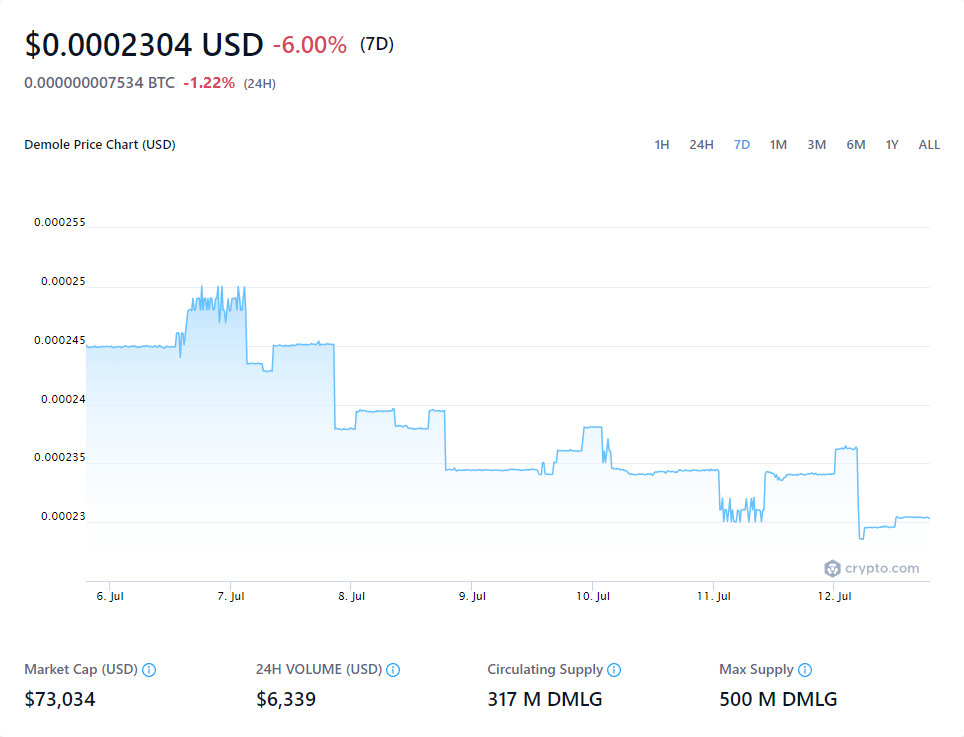 $0.0002304 USD -6.00% (7D)
0.000000007534 BTC -1.22% (24H)
Demole Price Chart (USD)
1H 24H 7D 1M 3M 6M 1Y ALL
0.000255
0.00025
0.000245
0.00024
0.000235
0.00023
crypto.com
6. Jul 7. Jul 8. Jul 9. Jul 10. Jul 11. Jul 12. Jul
Market Cap (USD) 24H VOLUME (USD) Circulating Supply Max Supply
$73,034 $6,339 317 M DMLG 500 M DMLG